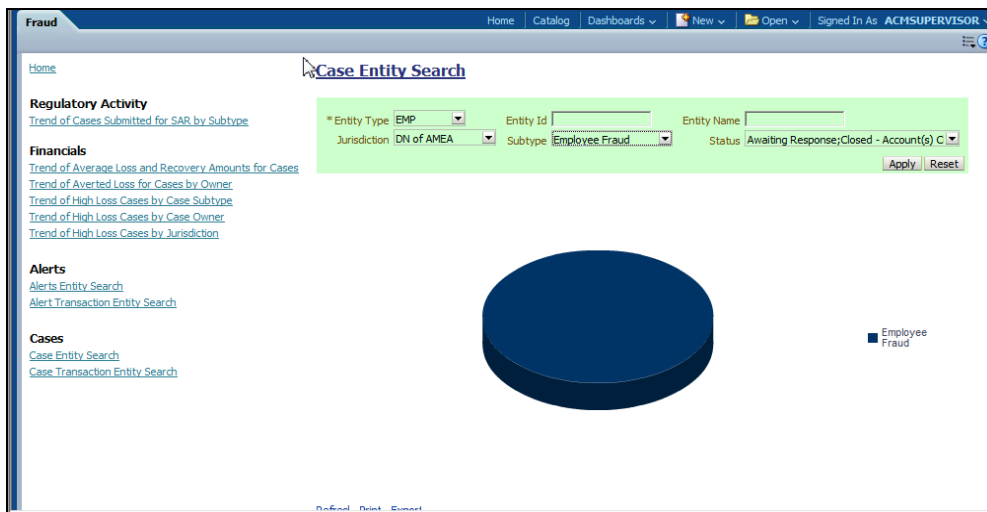 Fraud
Home Catalog Dashboards New Open Signed In As ACMSUPERVISOR
Home
Case Entity Search
Regulatory Activity
Trend of Cases Submitted for SAR by Subtype
Financials
Trend of Average Loss and Recovery Amounts for Cases
Trend of Averted Loss for Cases by Owner
Trend of High Loss Cases by Case Subtype
Trend of High Loss Cases by Case Owner
Trend of High Loss Cases by Jurisdiction
Alerts
Alerts Entity Search
Alert Transaction Entity Search
Cases
Case Entity Search
Case Transaction Entity Search
* Entity Type EMP Entity Id Entity Name
Jurisdiction DN of AMEA Subtype Employee Fraud Status Awaiting Response;Closed - Account(s) C
Apply Reset
Employee
Fraud
Print Export